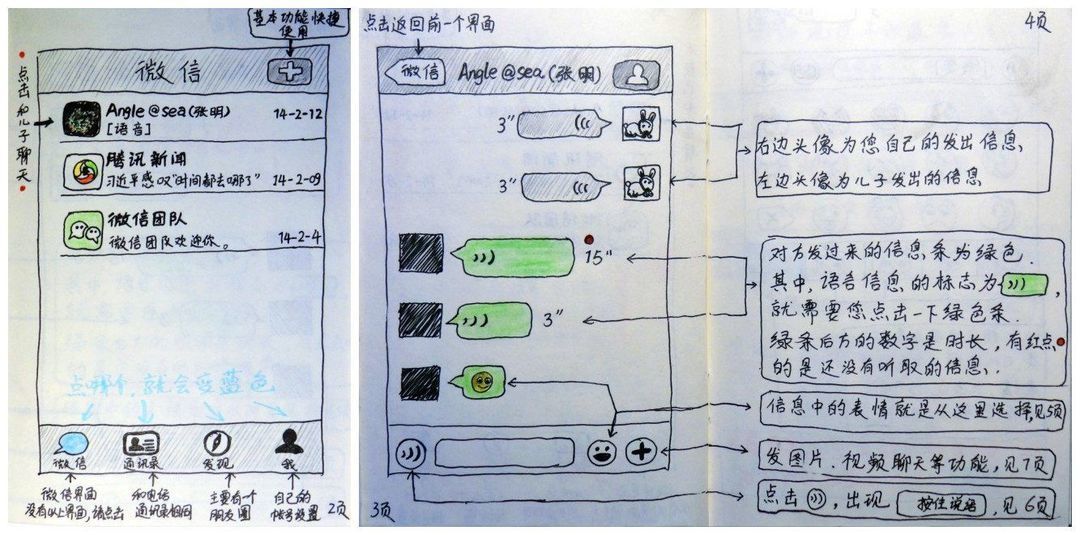 基本功能快捷
使用
微信
点击和儿子聊天
Angle@sea(张明)
14-2-12
[语音]
腾讯新闻
习近平感叹"时间都去哪了"
14-2-09
微信团队
微信团队欢迎你。
14-2-4
点哪个,就会变蓝色
微信
通讯录
发现
我
微信界面
没有以上界面,请点击
和电信
通讯录相同
主要有一个
朋友圈
自己的
帐号设置
2页
点击返回前一个界面
4页
微信
Angle@sea(张明)
3"
3"
右边头像为您自己的发出信息、
左边头像为儿子发出的信息
15"
3"
对方发过来的信息条为绿色.
其中,语音信息的标志为
,
就需要您点击一下绿色条.
绿条后方的数字是时长,有红点
的是还没有听取的信息.
信息中的表情就是从这里选择,见5页
发图片.视频聊天等功能,见7页
点击
,出现
按住说话
,见6页
3页